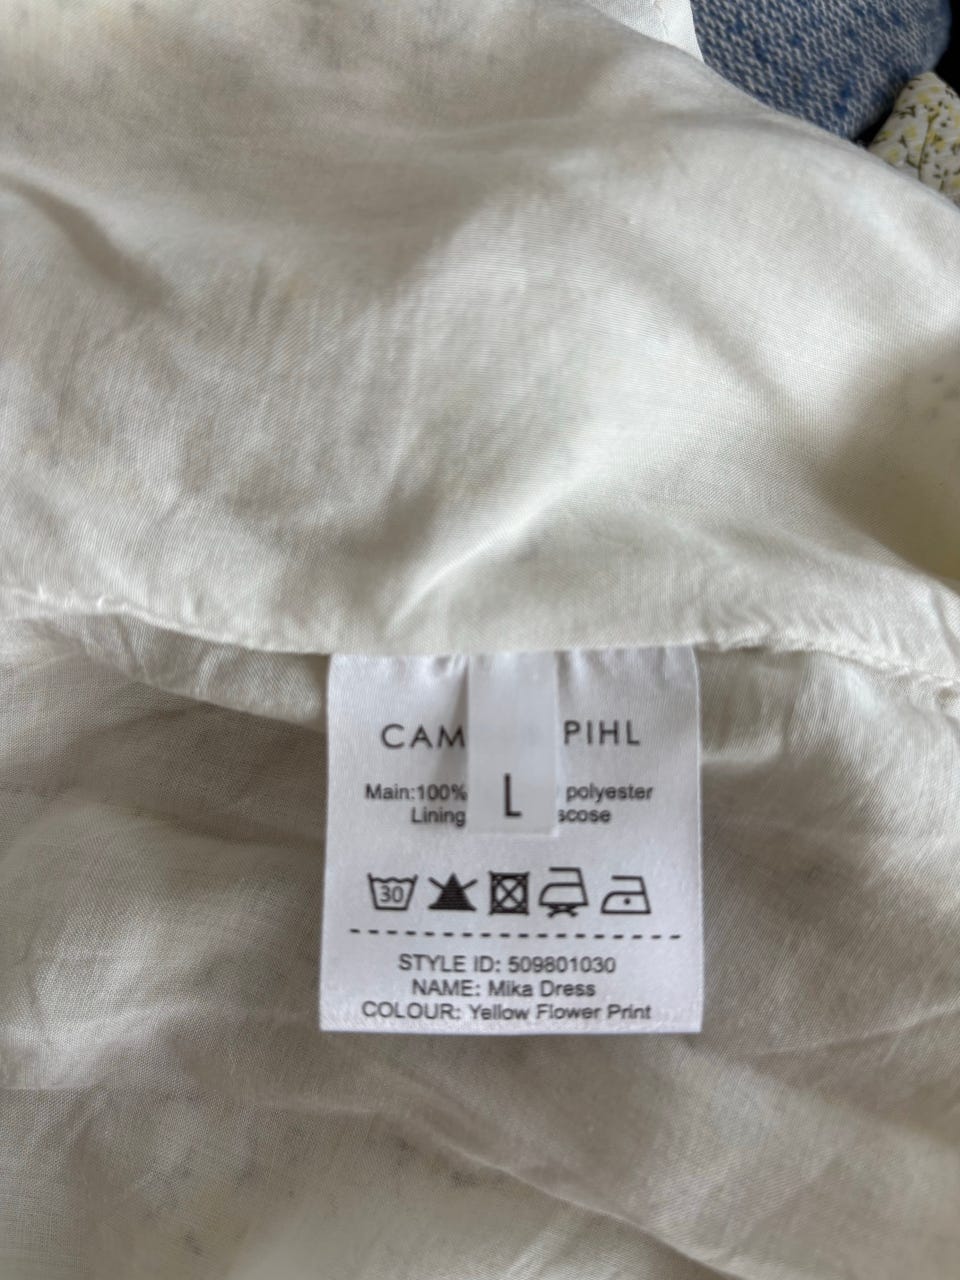 CAM PIHL
Main:100% polyester
Lining scose
L
30
STYLE ID: 509801030
NAME: Mika Dress
COLOUR: Yellow Flower Print